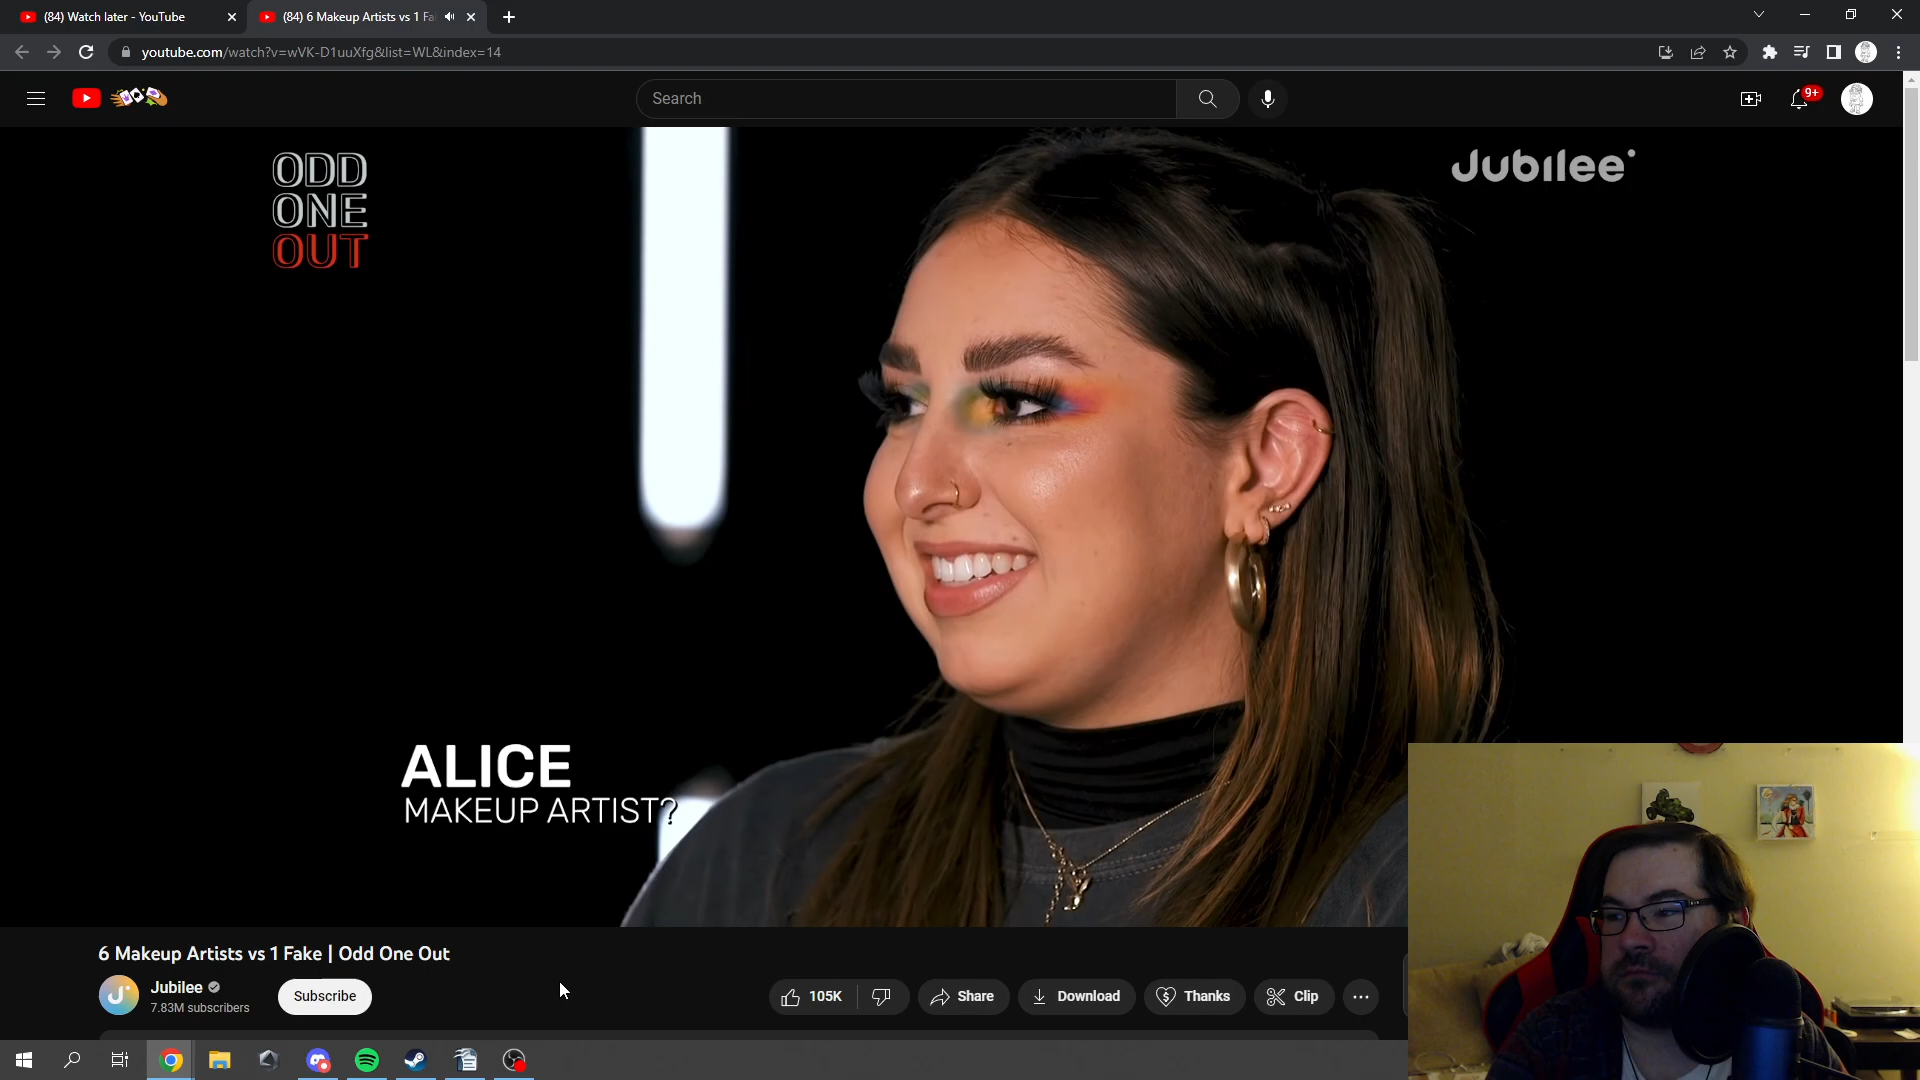 (84) Watch later - YouTube
(84) 6 Makeup Artists vs 1 Fa
youtube.com/watch?v=wVK-D1uuXfg&list=WL&index=14
Search
9+
ODD
ONE
OUT
Jubilee
ALICE
MAKEUP ARTIST?
6 Makeup Artists vs 1 Fake | Odd One Out
Jubilee
7.83M subscribers
Subscribe
105K
Share
Download
Thanks
Clip